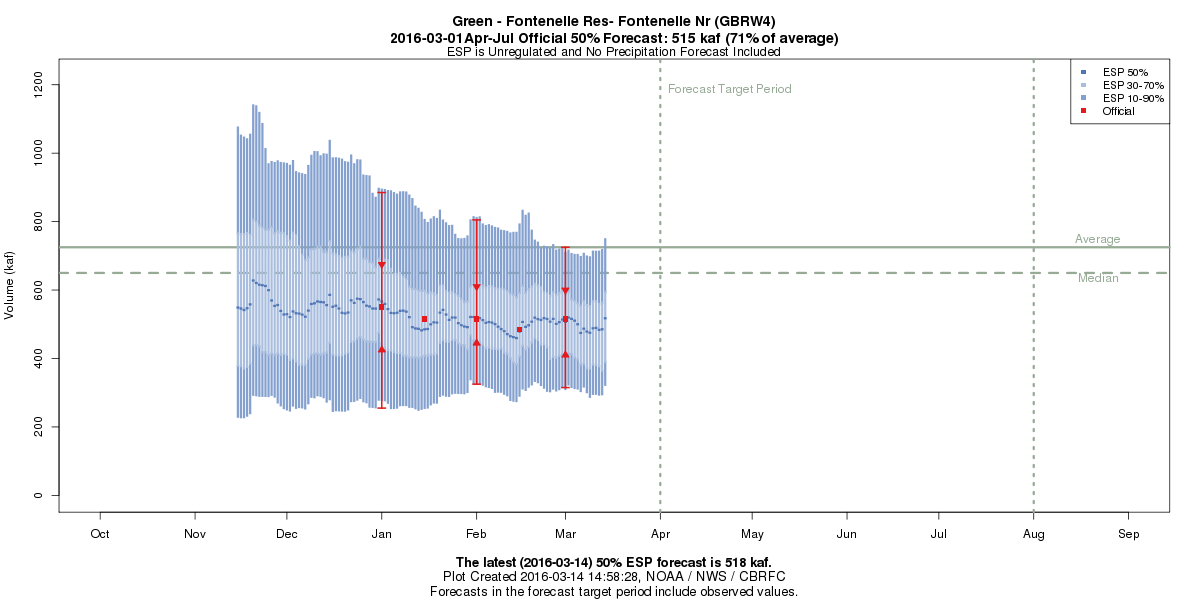 Green - Fontenelle Res- Fontenelle Nr (GBRW4)
2016-03-01Apr-Jul Official 50% Forecast: 515 kaf (71% of average)
ESP is Unregulated and No Precipitation Forecast Included
Forecast Target Period
ESP 50%
ESP 30-70%
ESP 10-90%
Official
Average
Median
Volume (kaf)
1200
1000
800
600
400
200
0
Oct Nov Dec Jan Feb Mar Apr May Jun Jul Aug Sep
The latest (2016-03-14) 50% ESP forecast is 518 kaf.
Plot Created 2016-03-14 14:58:28, NOAA / NWS / CBRFC
Forecasts in the forecast target period include observed values.